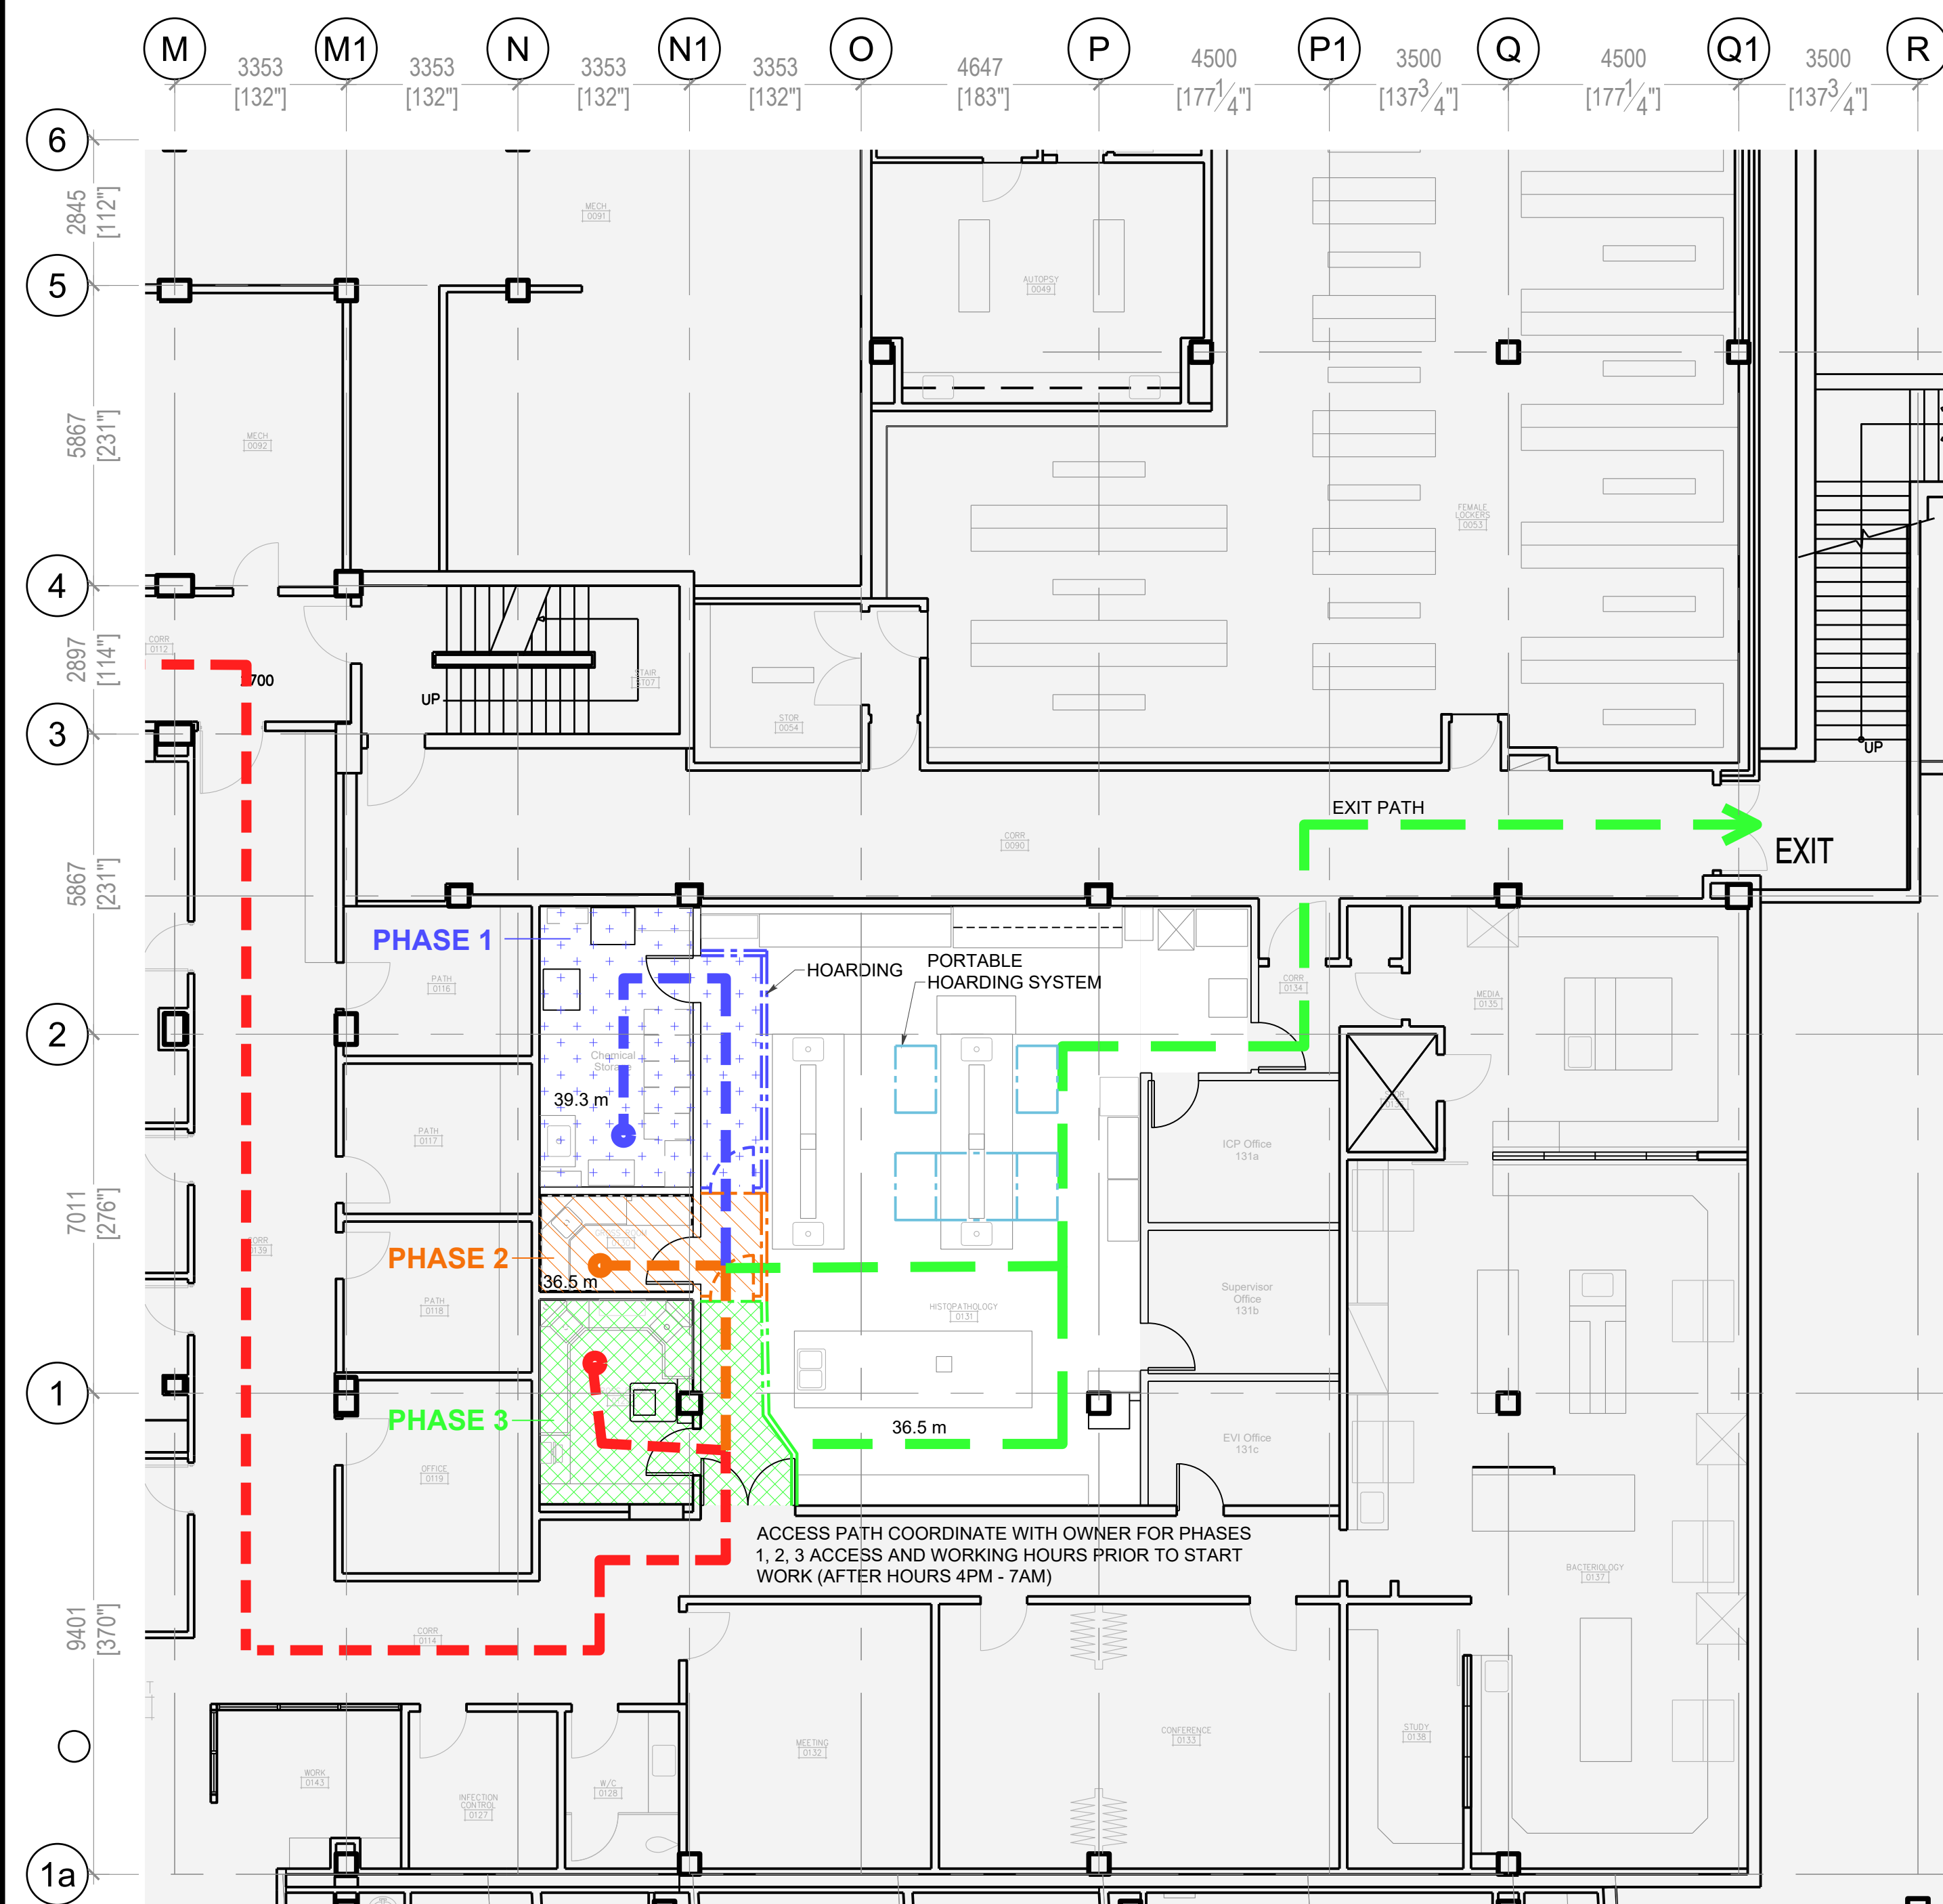 M M1 N N1 O P P1 Q Q1 R
3353 3353 3353 3353 4647 4500 3500 4500 3500
[132"] [132"] [132"] [132"] [183"] [177 1/4"] [137 3/4"] [177 1/4"] [137 3/4"]
6
2845
[112"]
MECH
0091
5
AUTOPSY
0049
5867
[231"]
MECH
0092
FEMALE
LOCKERS
0053
4
2897
[114"]
CORR
0112
UP
STOR
0054
3
UP
EXIT PATH
CORR
0090
EXIT
5867
[231"]
PHASE 1
HOARDING
PORTABLE
HOARDING SYSTEM
PATH
0116
CORR
0134
MEDIA
0135
2
Chemical
39.3 m
PATH
0117
ICP Office
131a
7011
[276"]
PHASE 2
36.5 m
PATH
0118
HISTOPATHOLOGY
0131
Supervisor
Office
131b
1
PHASE 3
36.5 m
EVI Office
131c
OFFICE
0119
ACCESS PATH COORDINATE WITH OWNER FOR PHASES
1, 2, 3 ACCESS AND WORKING HOURS PRIOR TO START
WORK (AFTER HOURS 4PM - 7AM)
BACTERIOLOGY
0137
9401
[370"]
CORR
0114
MEETING
0132
CONFERENCE
0133
STUDY
0138
WORK
0143
INFECTION
CONTROL
0127
W/C
0128
1a